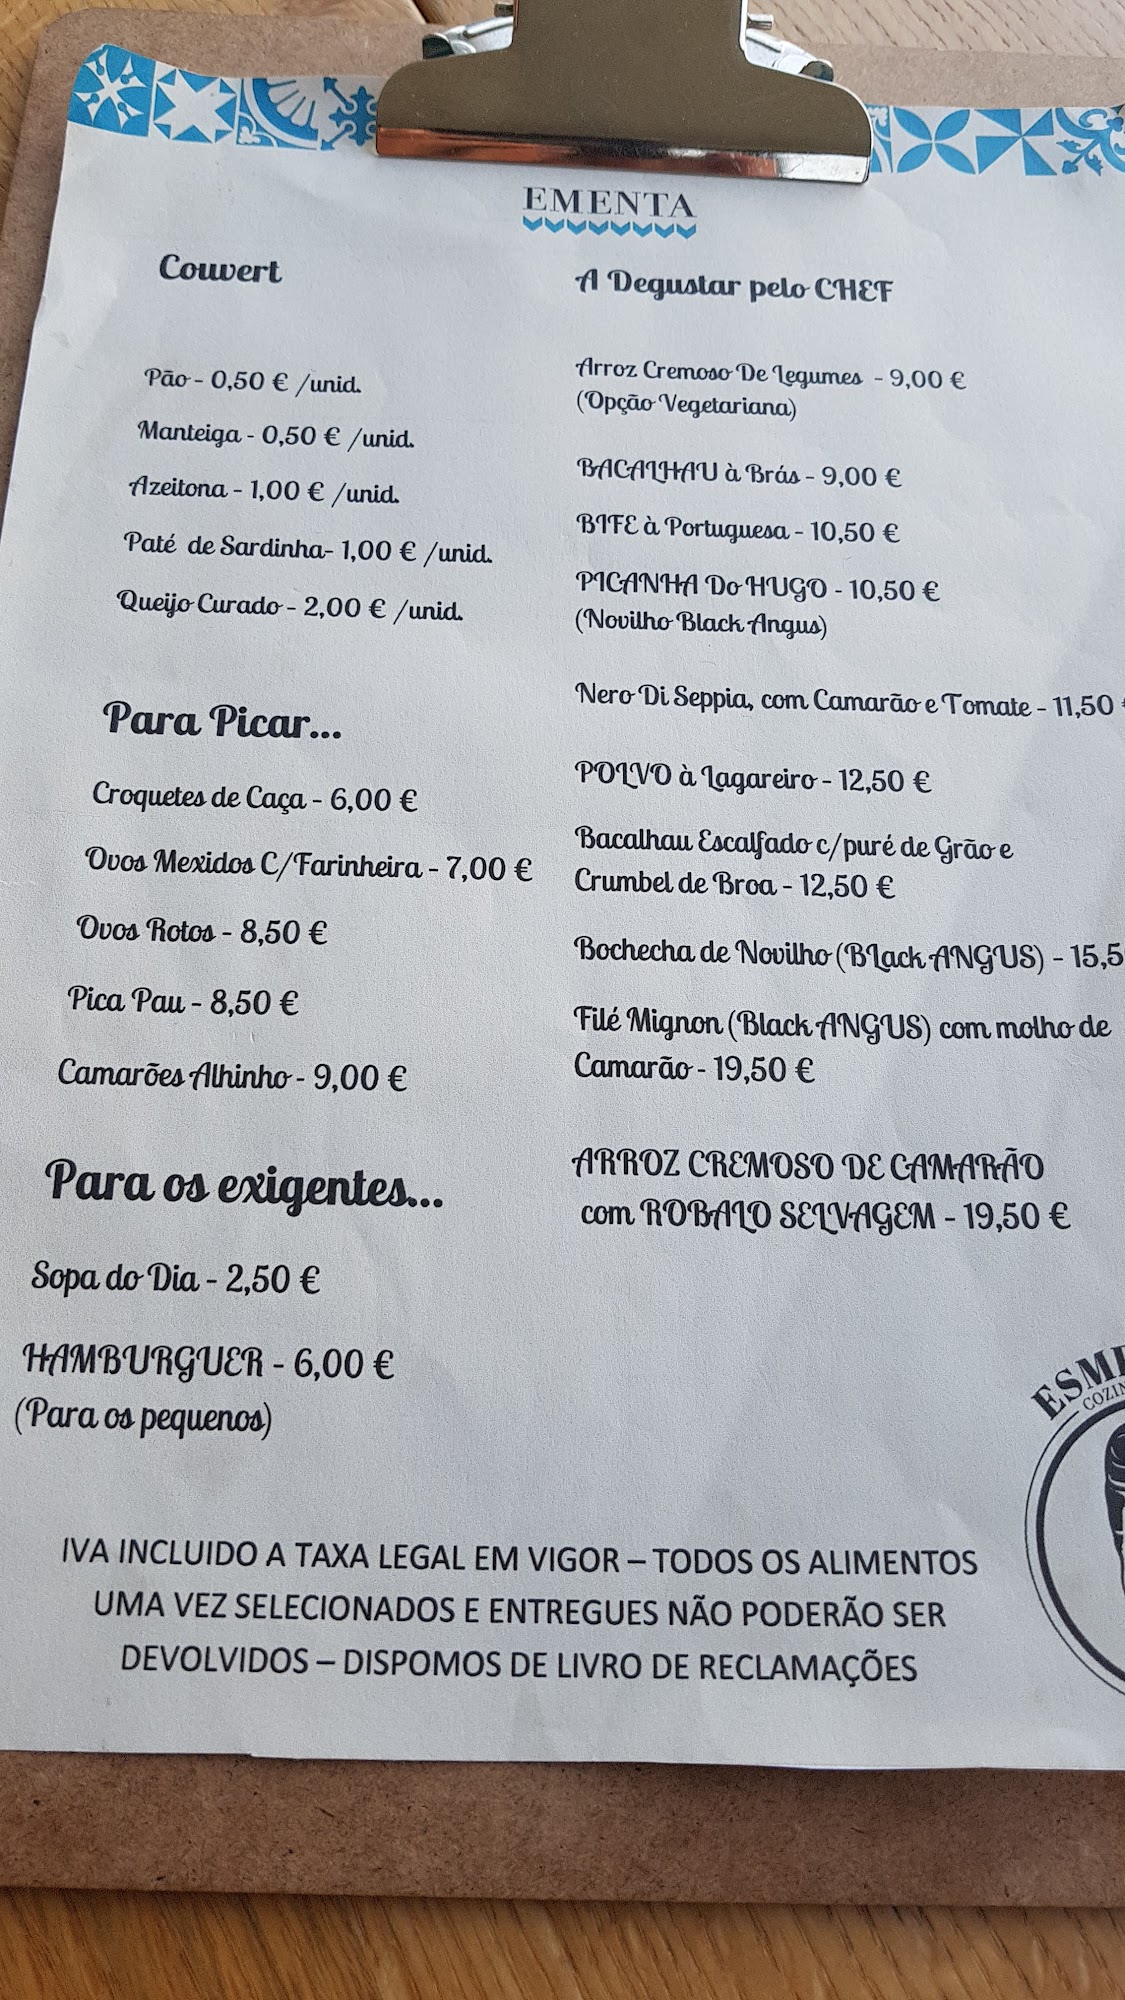 EMENTA
Couvert
Pão - 0,50 € /unid.
Manteiga - 0,50 € /unid.
Azeitona - 1,00 € /unid.
Paté de Sardinha- 1,00 € /unid.
Queijo Curado - 2,00 € /unid.
Para Picar...
Croquetes de Caça - 6,00 €
Ovos Mexidos C/Farinheira - 7,00 €
Ovos Rotos - 8,50 €
Pica Pau - 8,50 €
Camarões Alhinho - 9,00 €
Para os exigentes...
Sopa do Dia - 2,50 €
HAMBURGUER - 6,00 €
(Para os pequenos)
A Degustar pelo CHEF
Arroz Cremoso De Legumes - 9,00 €
(Opção Vegetariana)
BACALHAU à Brás - 9,00 €
BIFE à Portuguesa - 10,50 €
PICANHA Do HUGO - 10,50 €
(Novilho Black Angus)
Nero Di Seppia, com Camarão e Tomate - 11,50 €
POLVO à Lagareiro - 12,50 €
Bacalhau Escalfado c/puré de Grão e
Crumbel de Broa - 12,50 €
Bochecha de Novilho (BLack ANGUS) - 15,5
Filé Mignon (Black ANGUS) com molho de
Camarão - 19,50 €
ARROZ CREMOSO DE CAMARÃO
com ROBALO SELVAGEM - 19,50 €
IVA INCLUIDO A TAXA LEGAL EM VIGOR – TODOS OS ALIMENTOS
UMA VEZ SELECIONADOS E ENTREGUES NÃO PODERÃO SER
DEVOLVIDOS – DISPOMOS DE LIVRO DE RECLAMAÇÕES